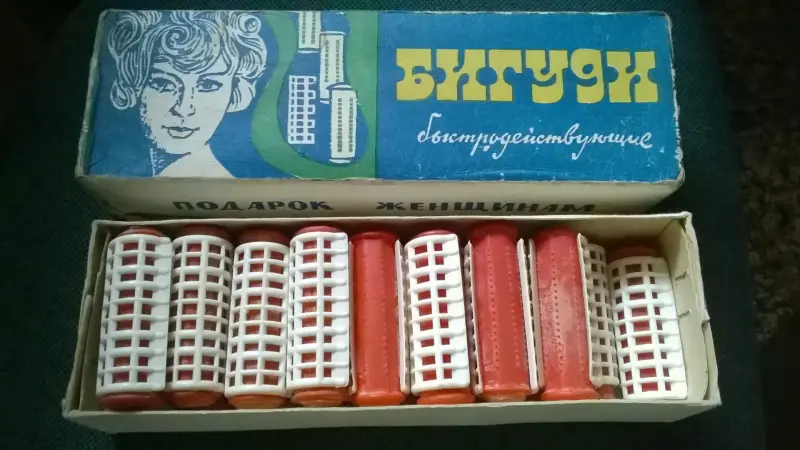 БИГУДИ
быстродействующие
ПОДАРОК ЖЕНЩИНАМ